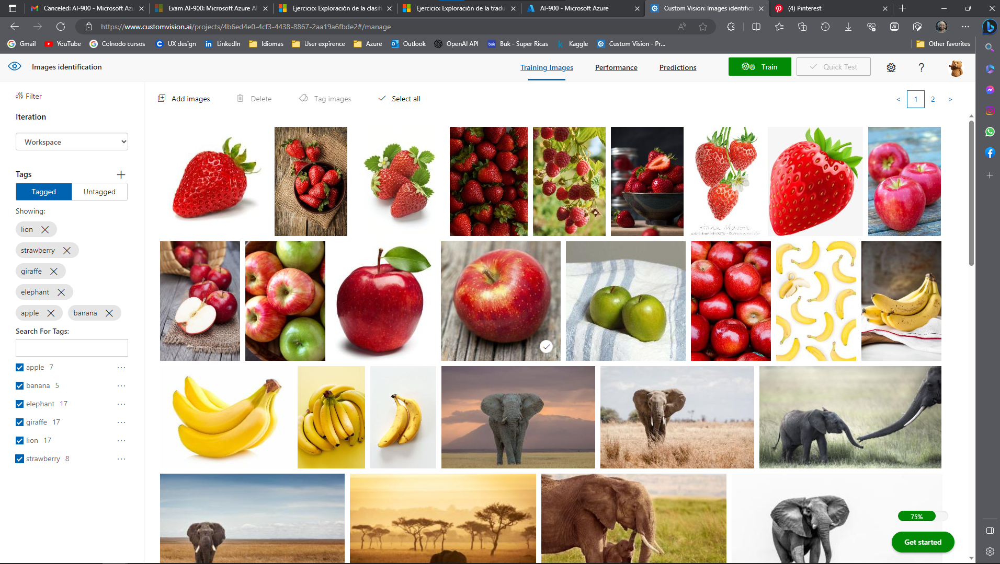 Canceled: AI-900 - Microsoft Azu
Exam AI-900: Microsoft Azure AI
Ejercicio: Exploración de la clasifi
Ejercicio: Exploración de la tradu
AI-900 - Microsoft Azure
Custom Vision: Images identifica
(4) Pinterest
https://www.customvision.ai/projects/4b6ed4e0-4cf3-4438-8867-2aa19a6fbde2#/manage
Gmail
YouTube
Colnodo cursos
UX design
LinkedIn
Idiomas
User expirence
Azure
Outlook
OpenAI API
Buk - Super Ricas
Kaggle
Custom Vision - Pr...
Other favorites
Images identification
Training Images
Performance
Predictions
Train
Quick Test
?
Filter
Add images
Delete
Tag images
Select all
< 1 2 >
Iteration
Workspace
Tags
Tagged
Untagged
Showing:
lion
strawberry
giraffe
elephant
apple
banana
Search For Tags:
apple 7
banana 5
elephant 17
giraffe 17
lion 17
strawberry 8
Anna Mason
75%
Get started